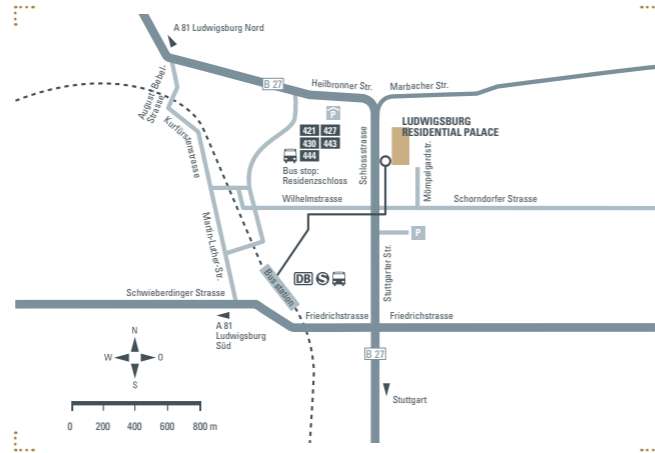 A 81 Ludwigsburg Nord
B 27
Heilbronner Str.
Marbacher Str.
August-Bebel-
Strasse
Kurfürstenstrasse
P
LUDWIGSBURG
RESIDENTIAL PALACE
421 427
430 443
444
Bus stop:
Residenzschloss
Schlossstrasse
Mömpelgardstr.
Wilhelmstrasse
Schorndorfer Strasse
Martin-Luther-Str.
P
Stuttgarter Str.
Bus station
DB S
Schwieberdinger Strasse
Friedrichstrasse
Friedrichstrasse
A 81
Ludwigsburg
Süd
N
W O
S
B 27
Stuttgart
0 200 400 600 800 m